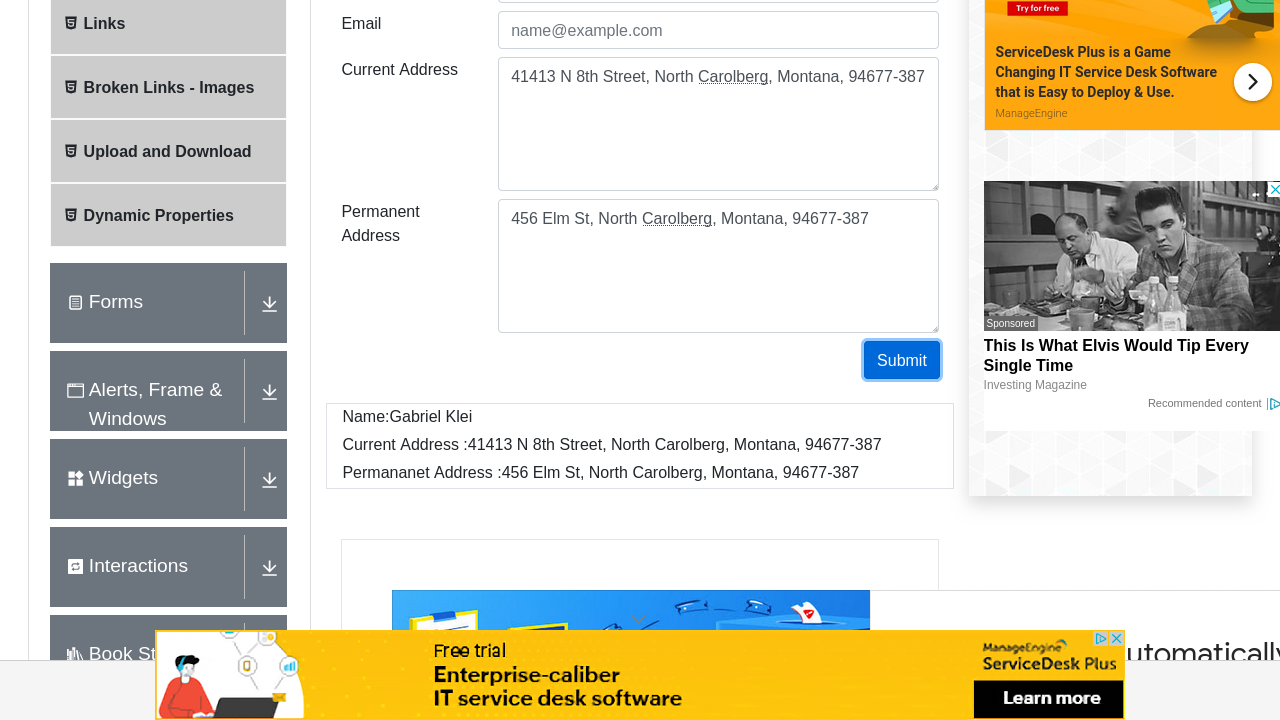 Links
Broken Links - Images
Upload and Download
Dynamic Properties
Forms
Alerts, Frame &
Windows
Widgets
Interactions
Email
name@example.com
Current Address
41413 N 8th Street, North Carolberg, Montana, 94677-387
Permanent
Address
456 Elm St, North Carolberg, Montana, 94677-387
Submit
Name:Gabriel Klei
Current Address :41413 N 8th Street, North Carolberg, Montana, 94677-387
Permananet Address :456 Elm St, North Carolberg, Montana, 94677-387
Try for free
ServiceDesk Plus is a Game
Changing IT Service Desk Software
that is Easy to Deploy & Use.
ManageEngine
Sponsored
This Is What Elvis Would Tip Every
Single Time
Investing Magazine
Recommended content
Book St
Free trial
Enterprise-caliber
IT service desk software
ManageEngine
ServiceDesk Plus
Learn more
utomatically